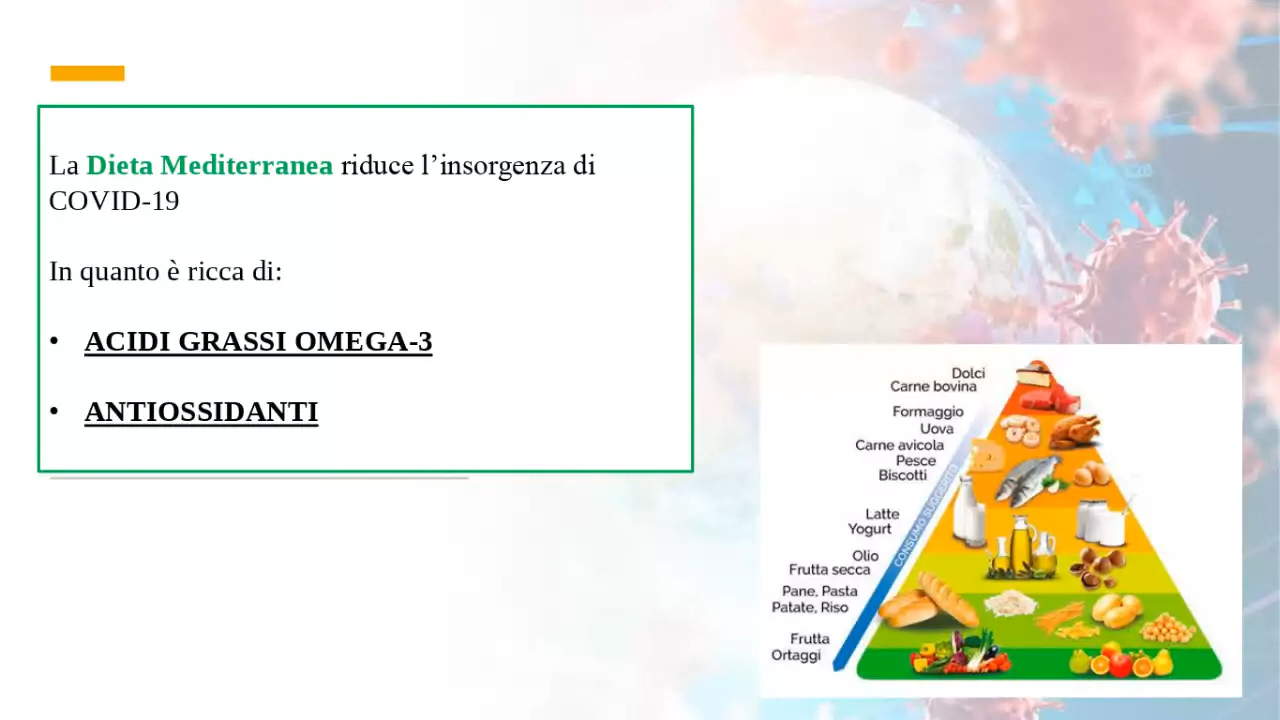 La Dieta Mediterranea riduce l’insorgenza di
COVID-19
In quanto è ricca di:
• ACIDI GRASSI OMEGA-3
• ANTIOSSIDANTI
Dolci
Carne bovina
Formaggio
Uova
Carne avicola
Pesce
Biscotti
Latte
Yogurt
Olio
Frutta secca
Pane, Pasta
Patate, Riso
Frutta
Ortaggi
CONSUMO SUGGERITO